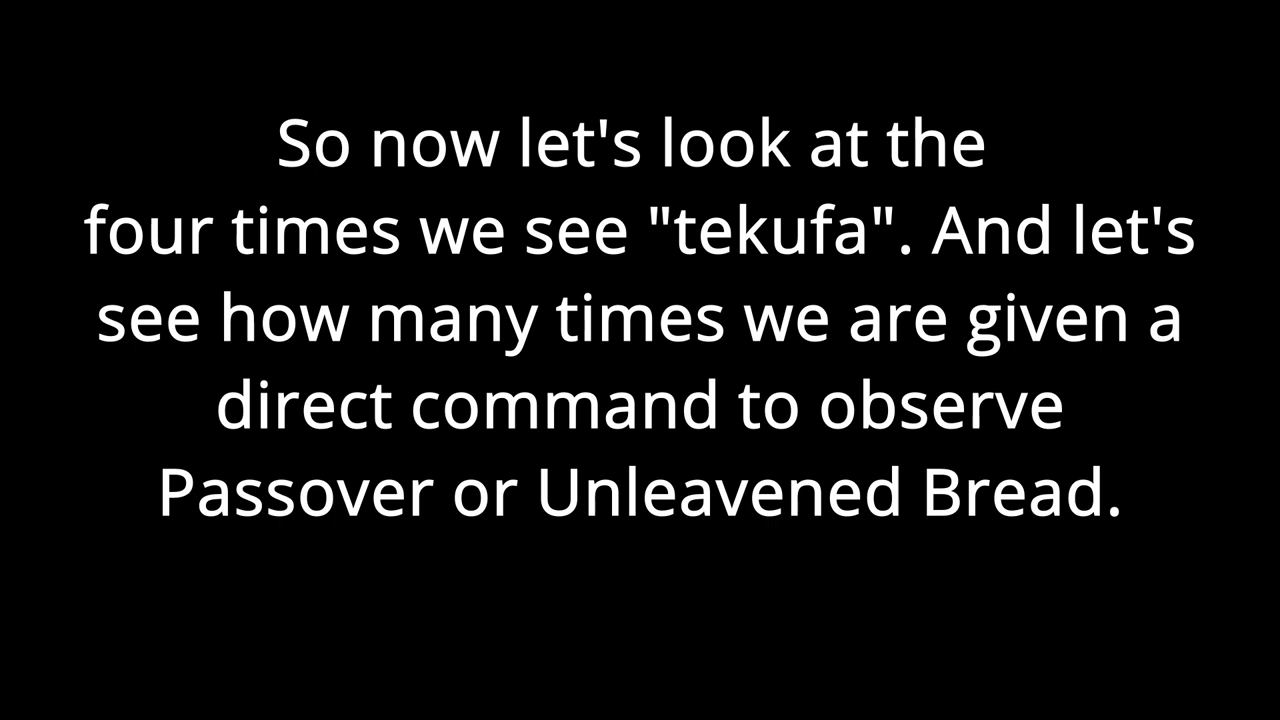 So now let's look at the
four times we see "tekufa". And let's
see how many times we are given a
direct command to observe
Passover or Unleavened Bread.